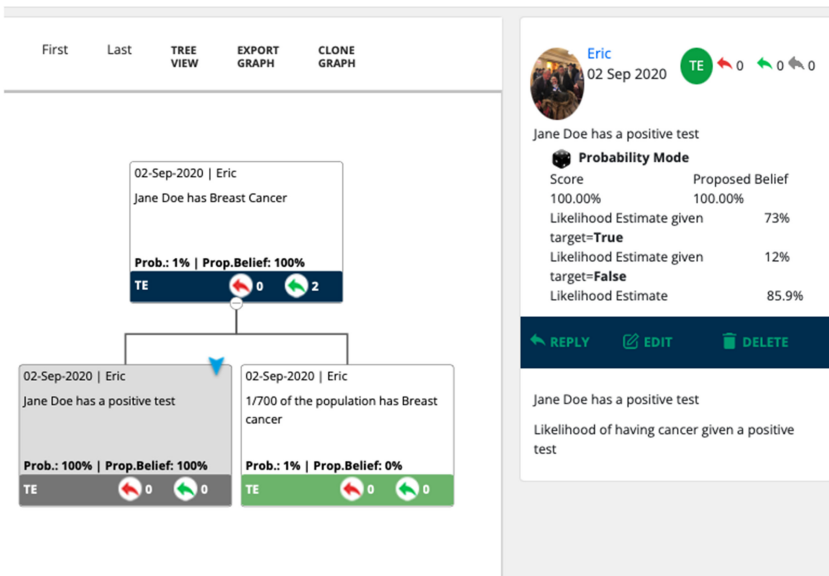 First Last TREE VIEW EXPORT GRAPH CLONE GRAPH
02-Sep-2020 | Eric
Jane Doe has Breast Cancer
Prob.: 1% | Prop.Belief: 100%
TE 0 2
02-Sep-2020 | Eric
Jane Doe has a positive test
Prob.: 100% | Prop.Belief: 100%
TE 0 0
02-Sep-2020 | Eric
1/700 of the population has Breast
cancer
Prob.: 1% | Prop.Belief: 0%
TE 0 0
Eric
02 Sep 2020 TE 0 0 0
Jane Doe has a positive test
Probability Mode
Score Proposed Belief
100.00% 100.00%
Likelihood Estimate given 73%
target=True
Likelihood Estimate given 12%
target=False
Likelihood Estimate 85.9%
REPLY EDIT DELETE
Jane Doe has a positive test
Likelihood of having cancer given a positive
test